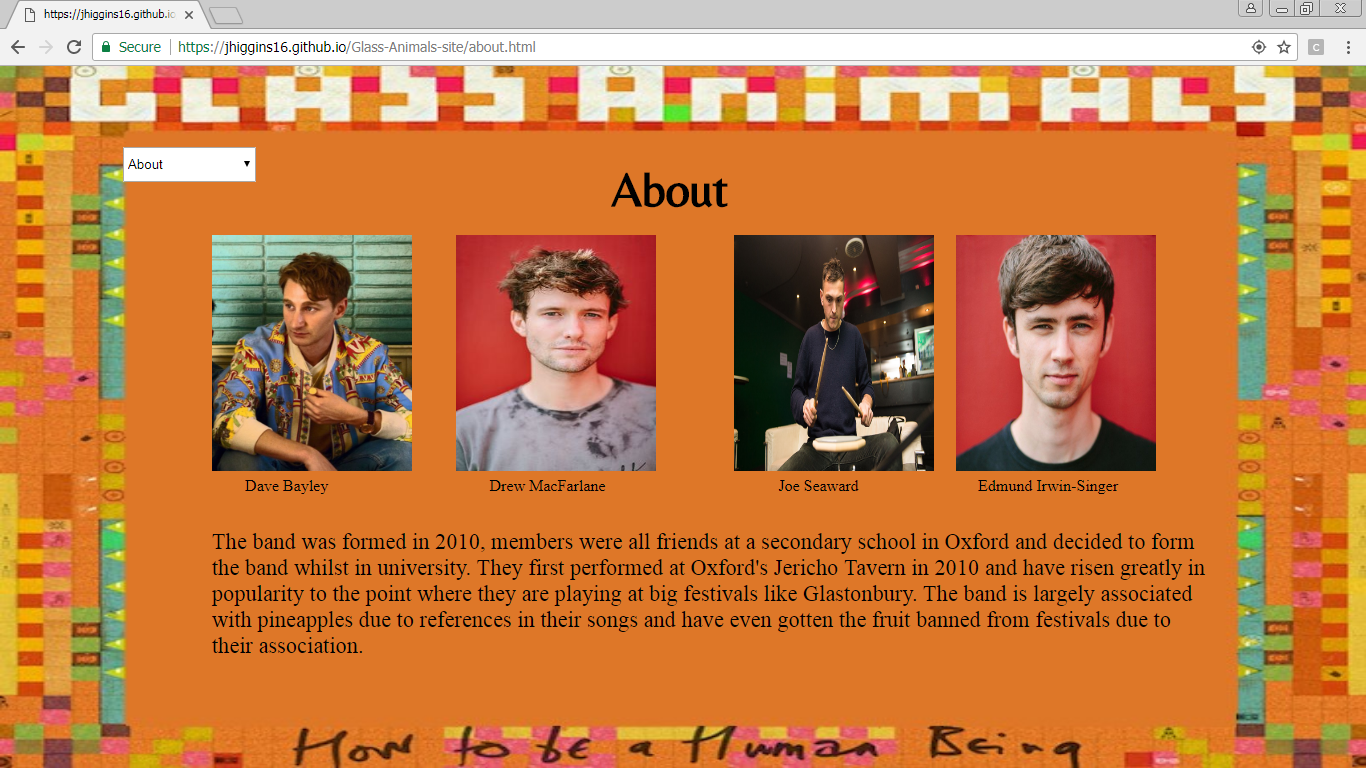 https://jhiggins16.github.io
Secure
https://jhiggins16.github.io/Glass-Animals-site/about.html
C
GLASS ANIMALS
About
About
Dave Bayley
Drew MacFarlane
Joe Seaward
Edmund Irwin-Singer
The band was formed in 2010, members were all friends at a secondary school in Oxford and decided to form
the band whilst in university. They first performed at Oxford's Jericho Tavern in 2010 and have risen greatly in
popularity to the point where they are playing at big festivals like Glastonbury. The band is largely associated
with pineapples due to references in their songs and have even gotten the fruit banned from festivals due to
their association.
How to be a Human Being